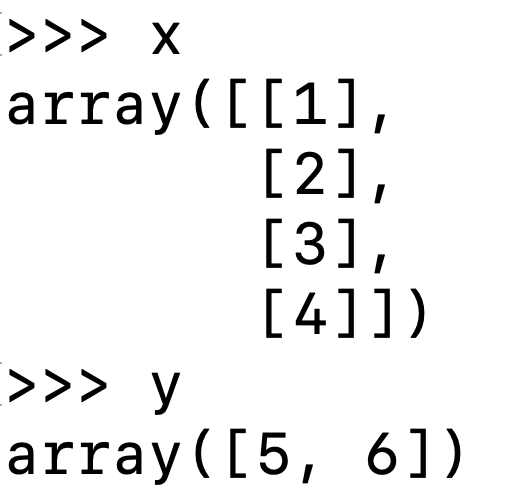 >>> x
array([[1],
       [2],
       [3],
       [4]])
>>> y
array([5, 6])